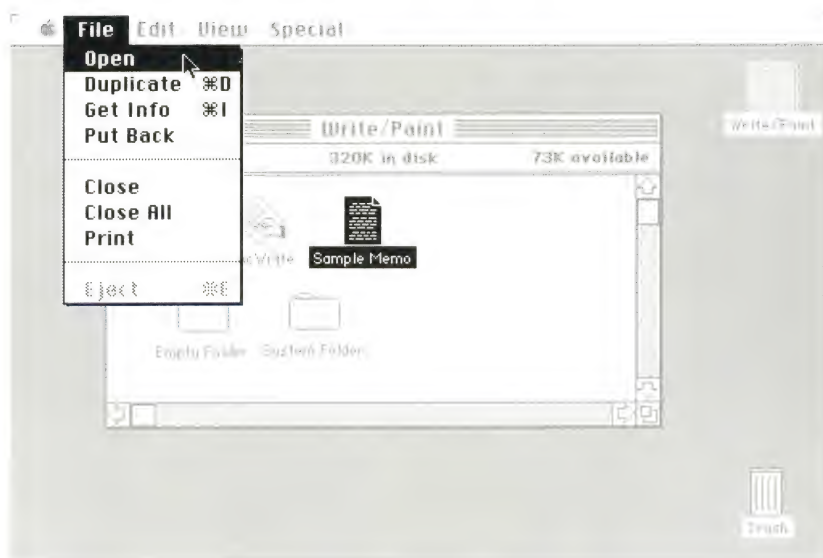 File Edit View Special
Open
Duplicate ⌘D
Get Info ⌘I
Put Back
Close
Close All
Print
Eject ⌘E
Write/Paint
320K in disk 73K available
Sample Memo
Empty Folder System Folder
Write/Paint
Trash